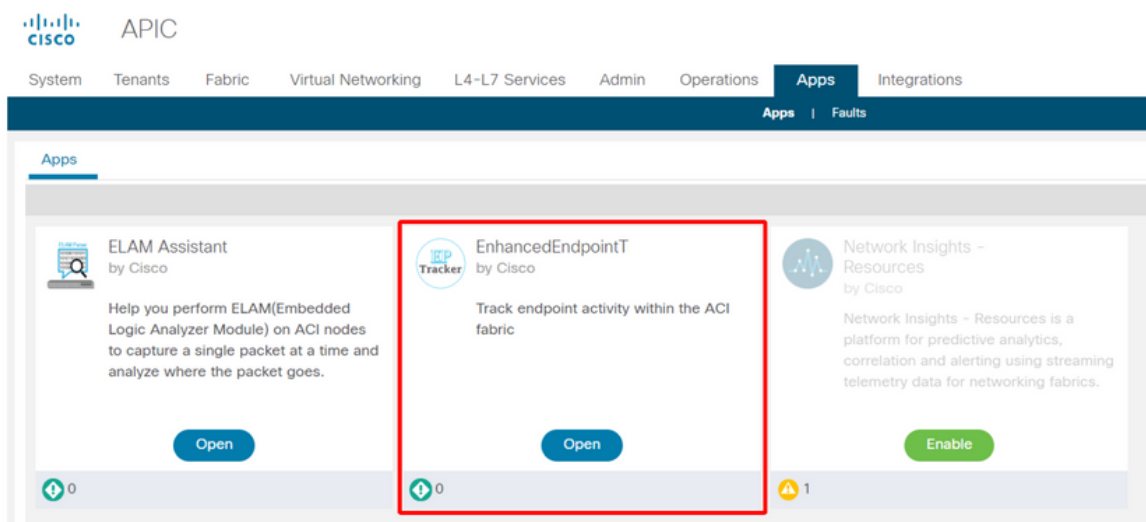 CISCO
APIC
System Tenants Fabric Virtual Networking L4-L7 Services Admin Operations Apps Integrations
Apps | Faults
Apps
ELAM Assistant
by Cisco
Help you perform ELAM(Embedded
Logic Analyzer Module) on ACI nodes
to capture a single packet at a time and
analyze where the packet goes.
Open
0
EP
Tracker
EnhancedEndpointT
by Cisco
Track endpoint activity within the ACI
fabric
Open
0
Network Insights -
Resources
by Cisco
Network Insights - Resources is a
platform for predictive analytics,
correlation and alerting using streaming
telemetry data for networking fabrics.
Enable
1